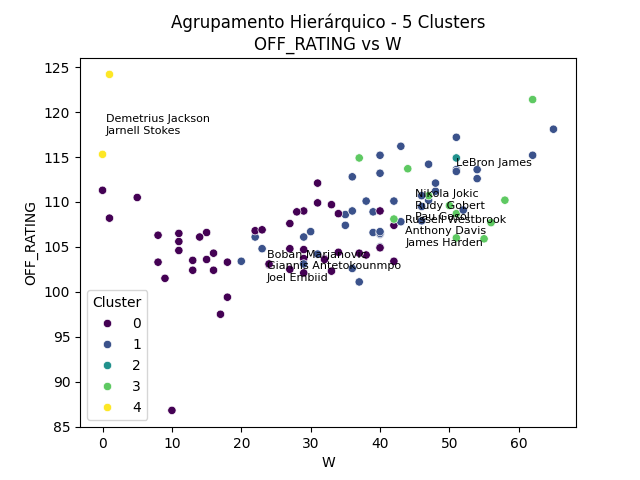 Agrupamento Hierárquico - 5 Clusters
OFF_RATING vs W
OFF_RATING
125
120
115
110
105
100
95
90
85
Demetrius Jackson
Jarnell Stokes
LeBron James
Nikola Jokic
Rudy Gobert
Pau Gasol
Russell Westbrook
Anthony Davis
James Harden
Boban Marjanovic
Giannis Antetokounmpo
Joel Embiid
Cluster
0
1
2
3
4
0
10
20
30
40
50
60
W